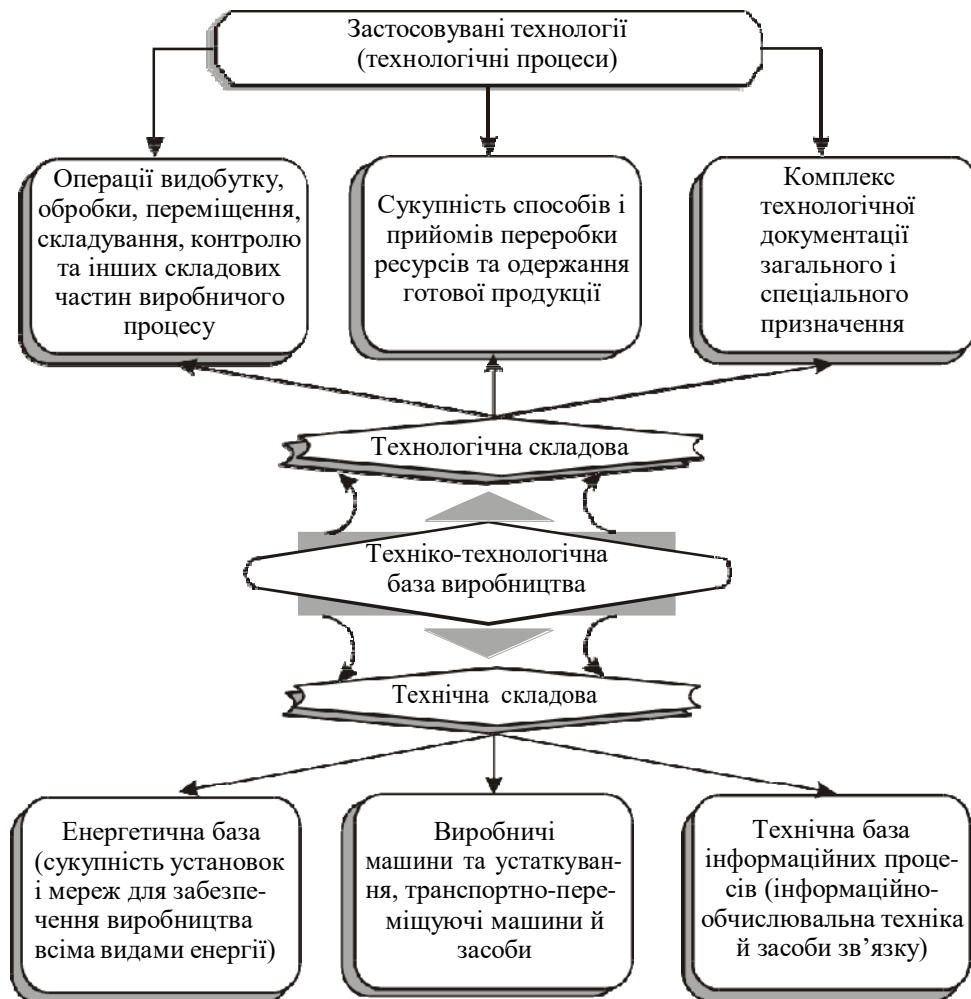 Застосовувані технології
(технологічні процеси)
Операції видобутку,
обробки, переміщення,
складування, контролю
та інших складових
частин виробничого
процесу
Сукупність способів і
прийомів переробки
ресурсів та одержання
готової продукції
Комплекс
технологічної
документації
загального і
спеціального
призначення
Технологічна складова
Техніко-технологічна
база виробництва
Технічна складова
Енергетична база
(сукупність установок
і мереж для забезпе-
чення виробництва
всіма видами енергії)
Виробничі
машини та устаткуван-
ня, транспортно-пере-
міщуючі машини й
засоби
Технічна база
інформаційних проце-
сів (інформаційно-
обчислювальна техніка
й засоби зв’язку)